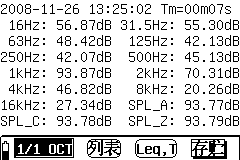 2008-11-26 13:25:02 Tm=00m07s
16Hz: 56.87dB 31.5Hz: 55.30dB
63Hz: 48.42dB 125Hz: 42.13dB
250Hz: 42.07dB 500Hz: 45.13dB
1kHz: 93.87dB 2kHz: 70.31dB
4kHz: 46.82dB 8kHz: 20.26dB
16kHz: 27.34dB SPL_A: 93.77dB
SPL_C: 93.78dB SPL_Z: 93.79dB
1/1 OCT 列表 Leq,T 存贮